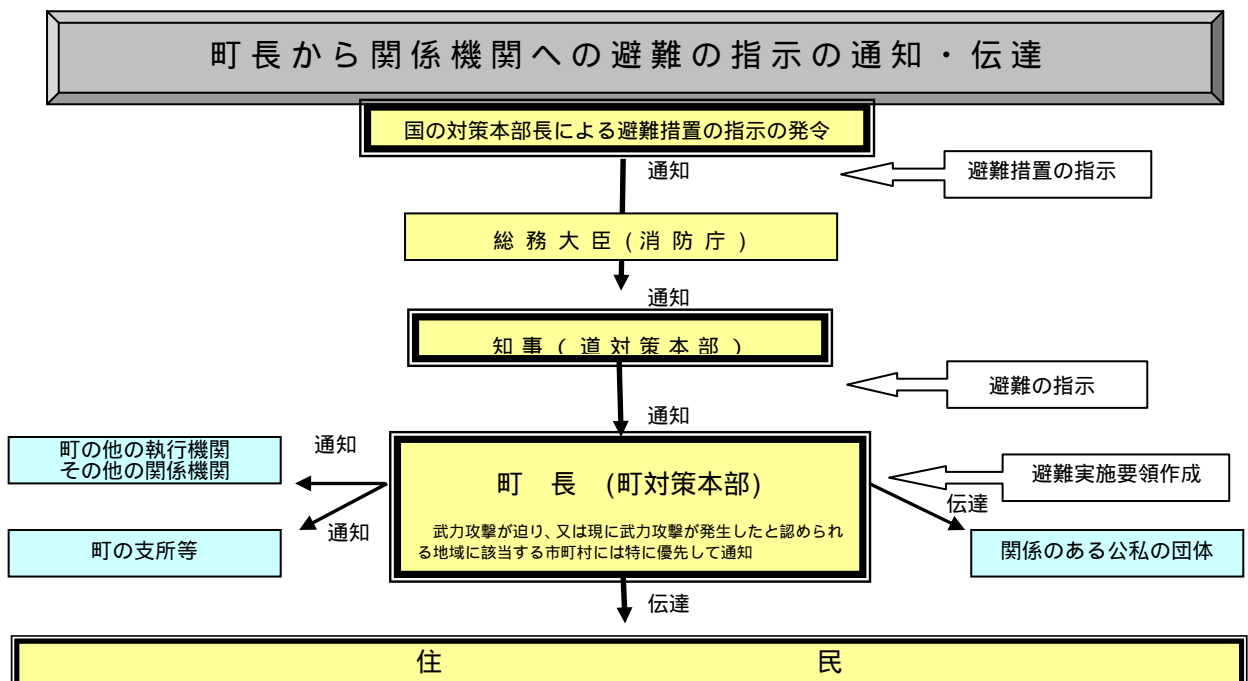 町長から関係機関への避難の指示の通知・伝達
国の対策本部長による避難措置の指示の発令
通知
避難措置の指示
総務大臣(消防庁)
通知
知事(道対策本部)
避難の指示
通知
町の他の執行機関
その他の関係機関
通知
町 長 (町対策本部)
武力攻撃が迫り、又は現に武力攻撃が発生したと認められ
る地域に該当する市町村には特に優先して通知
避難実施要領作成
伝達
町の支所等
通知
関係のある公私の団体
伝達
住 民